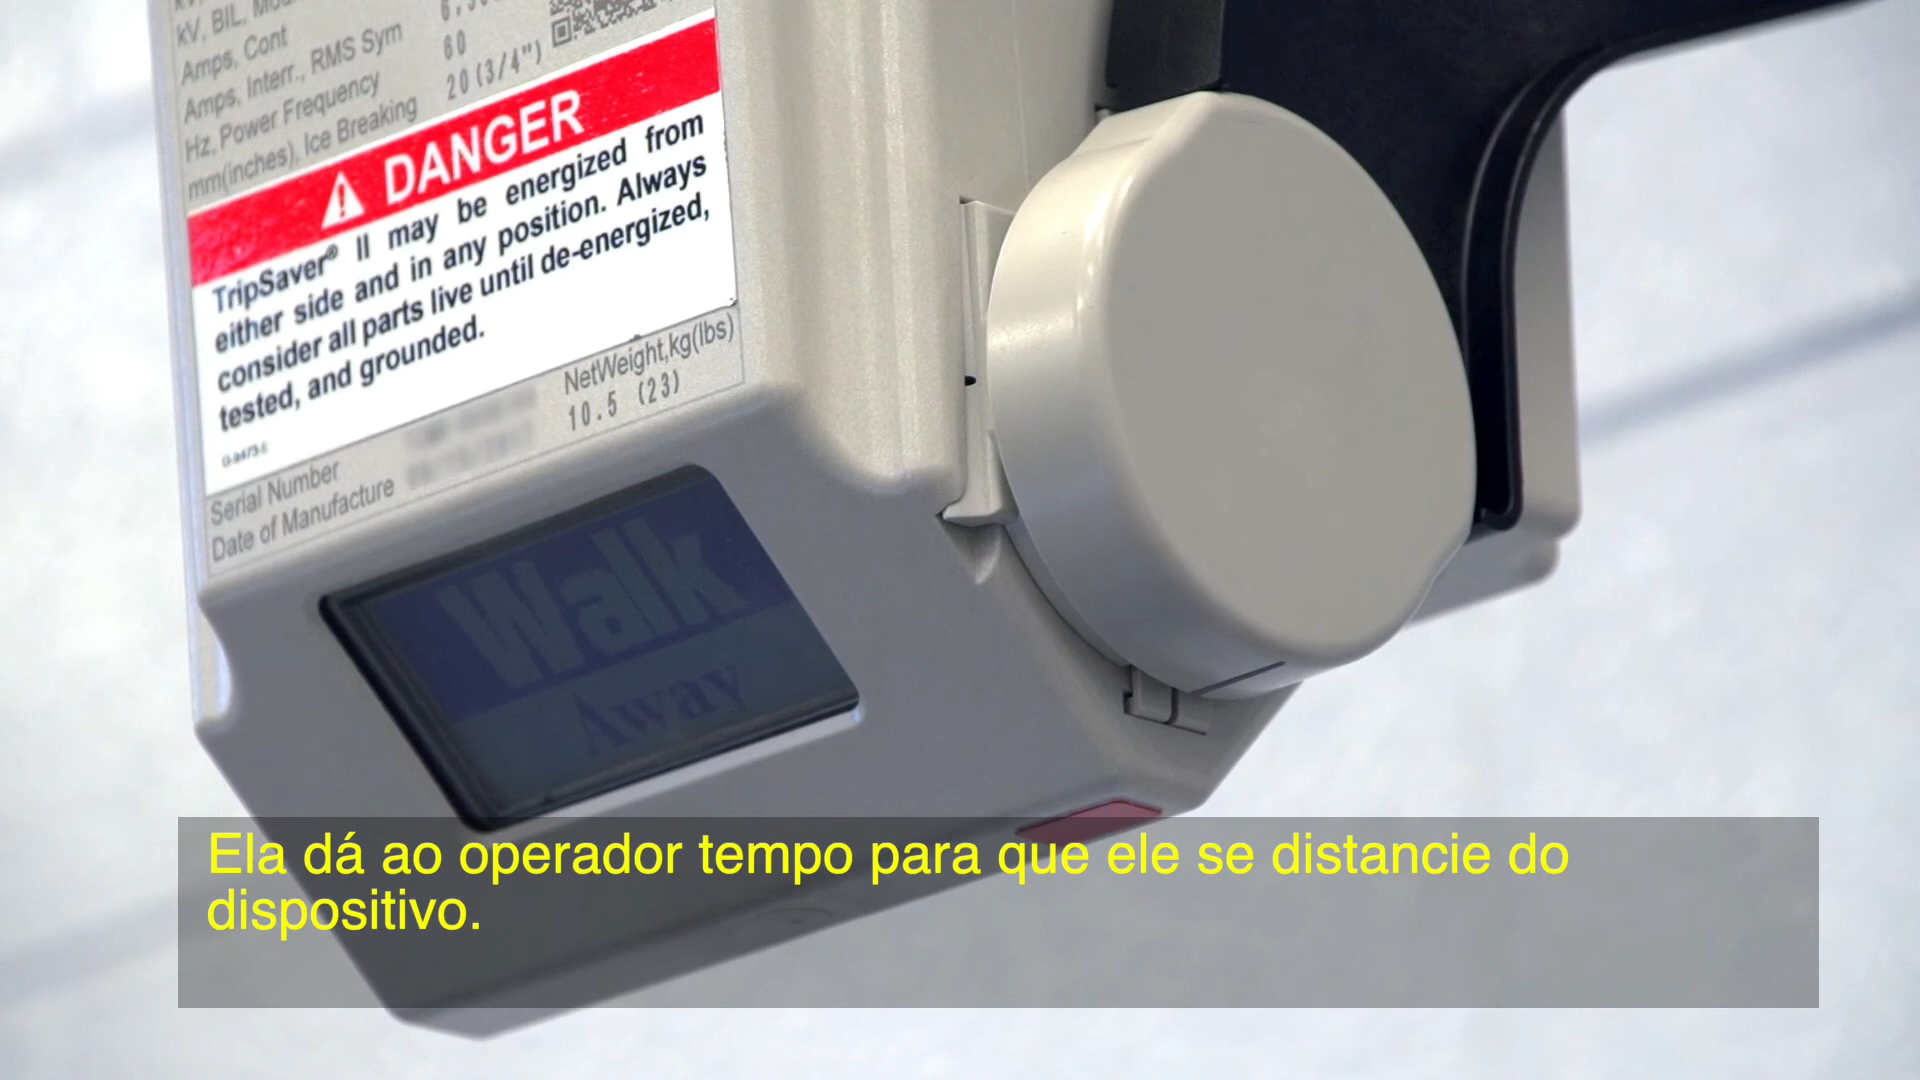 kV, BIL,
Amps, Cont
Amps, Interr., RMS Sym
60
Hz, Power Frequency
20 (3/4")
mm(inches), Ice Breaking
DANGER
TripSaver® II may be energized from
either side and in any position. Always
consider all parts live until de-energized,
tested, and grounded.
NetWeight,kg(lbs)
10.5 (23)
Serial Number
Date of Manufacture
Walk
Away
Ela dá ao operador tempo para que ele se distancie do
dispositivo.